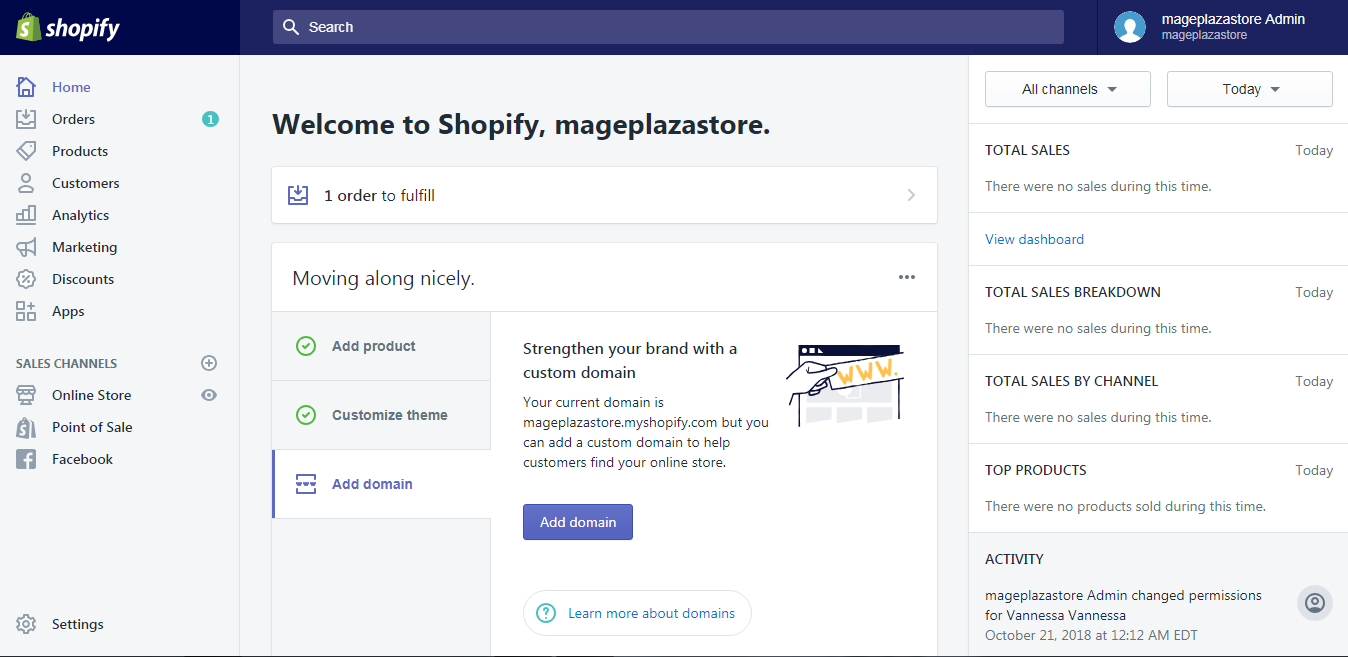 shopify
Search
mageplazastore Admin
mageplazastore
Home
Orders
1
Products
Customers
Analytics
Marketing
Discounts
Apps
SALES CHANNELS
Online Store
Point of Sale
Facebook
Settings
Welcome to Shopify, mageplazastore.
1 order to fulfill
Moving along nicely.
Add product
Customize theme
Add domain
Strengthen your brand with a
custom domain
Your current domain is
mageplazastore.myshopify.com but you
can add a custom domain to help
customers find your online store.
WWW.
Add domain
? Learn more about domains
All channels
Today
TOTAL SALES Today
There were no sales during this time.
View dashboard
TOTAL SALES BREAKDOWN Today
There were no sales during this time.
TOTAL SALES BY CHANNEL Today
There were no sales during this time.
TOP PRODUCTS Today
There were no products sold during this time.
ACTIVITY
mageplazastore Admin changed permissions
for Vannessa Vannessa
October 21, 2018 at 12:12 AM EDT